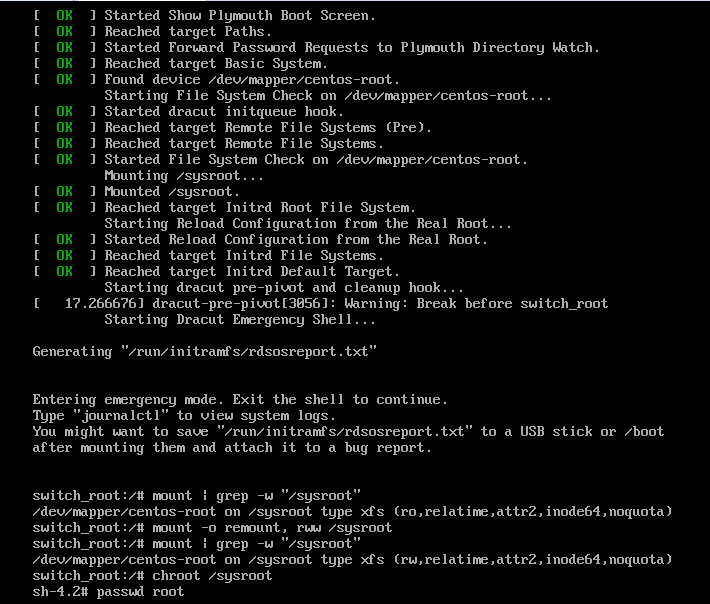 [  OK  ] Started Show Plymouth Boot Screen.
[  OK  ] Reached target Paths.
[  OK  ] Started Forward Password Requests to Plymouth Directory Watch.
[  OK  ] Reached target Basic System.
[  OK  ] Found device /dev/mapper/centos-root.
Starting File System Check on /dev/mapper/centos-root...
[  OK  ] Started dracut initqueue hook.
[  OK  ] Reached target Remote File Systems (Pre).
[  OK  ] Reached target Remote File Systems.
[  OK  ] Started File System Check on /dev/mapper/centos-root.
Mounting /sysroot...
[  OK  ] Mounted /sysroot.
[  OK  ] Reached target Initrd Root File System.
Starting Reload Configuration from the Real Root...
[  OK  ] Started Reload Configuration from the Real Root.
[  OK  ] Reached target Initrd File Systems.
[  OK  ] Reached target Initrd Default Target.
Starting dracut pre-pivot and cleanup hook...
[   17.266676] dracut-pre-pivot[3056]: Warning: Break before switch_root
Starting Dracut Emergency Shell...
Generating "/run/initramfs/rdsosreport.txt"
Entering emergency mode. Exit the shell to continue.
Type "journalctl" to view system logs.
You might want to save "/run/initramfs/rdsosreport.txt" to a USB stick or /boot
after mounting them and attach it to a bug report.
switch_root:/# mount | grep -w "/sysroot"
/dev/mapper/centos-root on /sysroot type xfs (ro,relatime,attr2,inode64,noquota)
switch_root:/# mount -o remount, rww /sysroot
switch_root:/# mount | grep -w "/sysroot"
/dev/mapper/centos-root on /sysroot type xfs (rw,relatime,attr2,inode64,noquota)
switch_root:/# chroot /sysroot
sh-4.2# passwd root